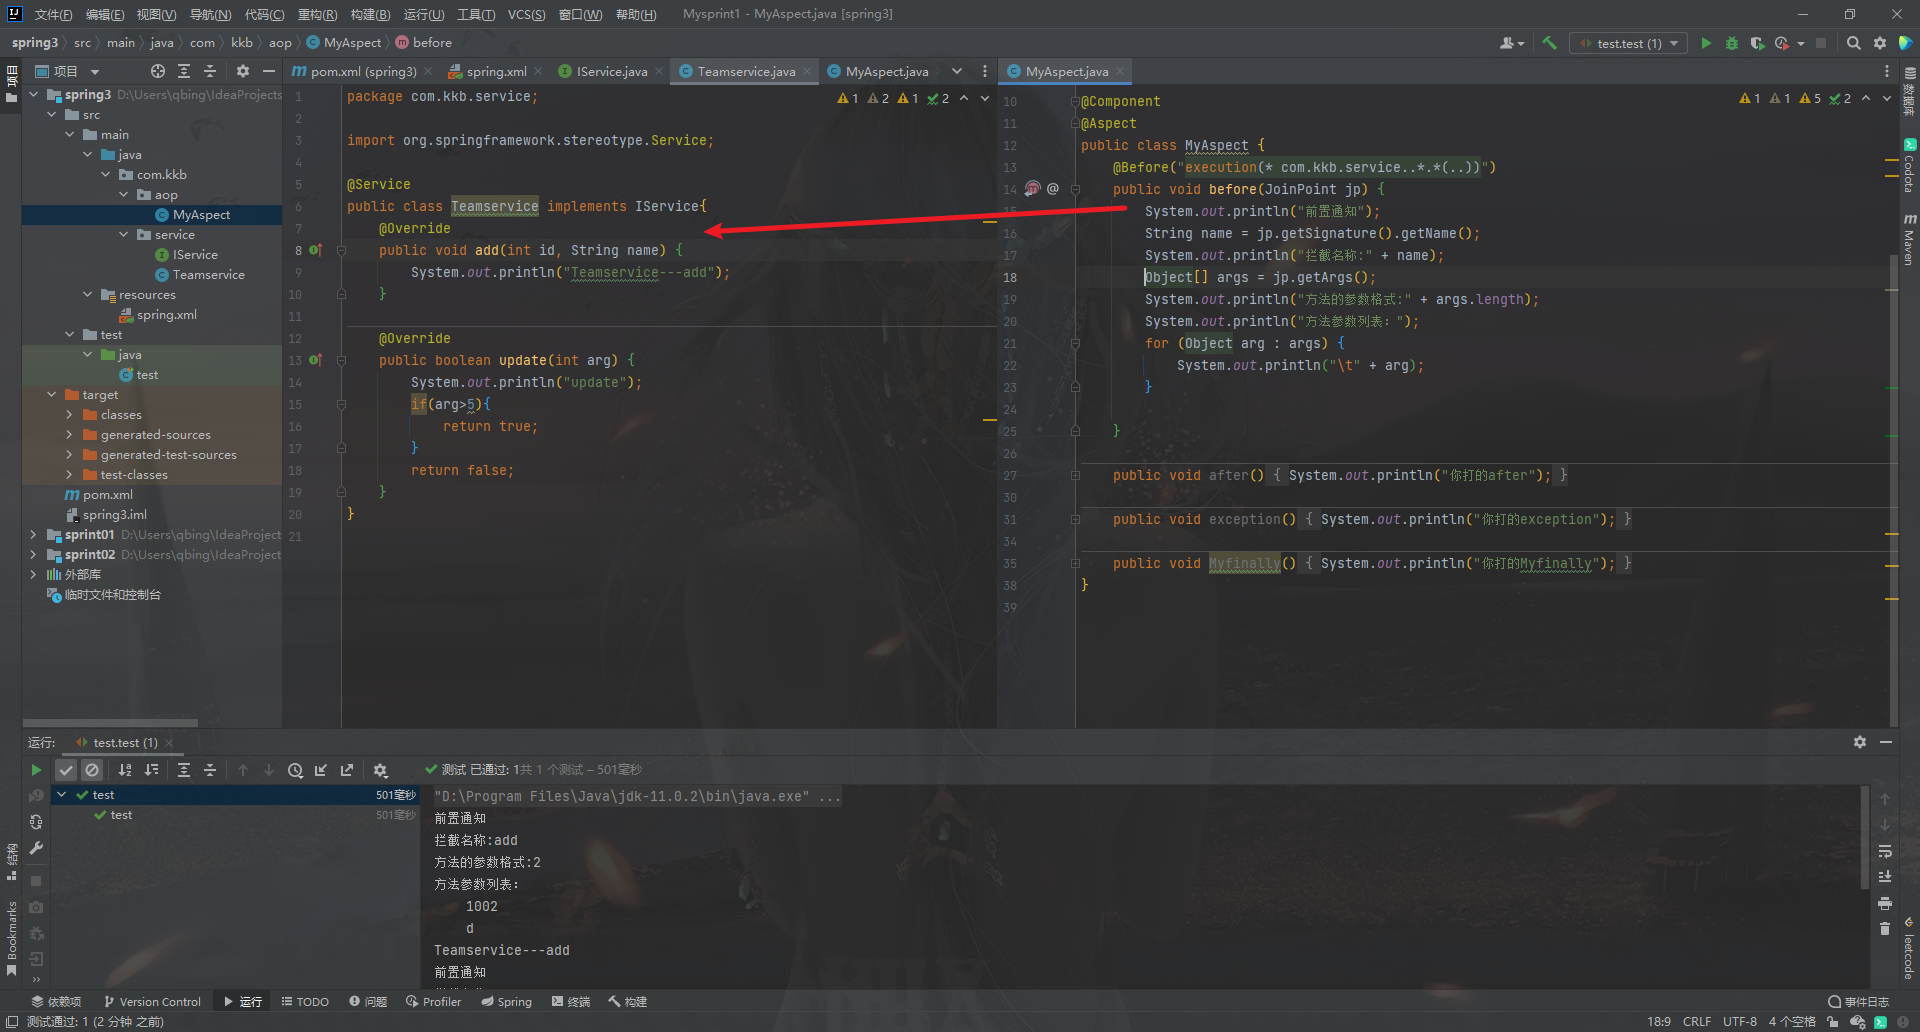 文件(F) 编辑(E) 视图(V) 导航(N) 代码(C) 重构(R) 构建(B) 运行(U) 工具(T) VCS(S) 窗口(W) 帮助(H) Mysprint1 - MyAspect.java [spring3]
spring3 src main java com kkb aop MyAspect before test.test (1)
项目
pom.xml (spring3) spring.xml IService.java Teamservice.java MyAspect.java MyAspect.java
项目
spring3 D:\Users\qbing\IdeaProjects
src
main
java
com.kkb
aop
MyAspect
service
IService
Teamservice
resources
spring.xml
test
java
test
target
classes
generated-sources
generated-test-sources
test-classes
pom.xml
spring3.iml
sprint01 D:\Users\qbing\IdeaProject
sprint02 D:\Users\qbing\IdeaProject
外部库
临时文件和控制台
1 2 1 2
1 package com.kkb.service;
2
3 import org.springframework.stereotype.Service;
4
5 @Service
6 public class Teamservice implements IService{
7 @Override
8 public void add(int id, String name) {
9 System.out.println("Teamservice---add");
10 }
11
12 @Override
13 public boolean update(int arg) {
14 System.out.println("update");
15 if(arg>5){
16 return true;
17 }
18 return false;
19 }
20 }
21
1 1 5 2
10 @Component
11 @Aspect
12 public class MyAspect {
13 @Before("execution(* com.kkb.service..*.*(..))")
14 public void before(JoinPoint jp) {
15 System.out.println("前置通知");
16 String name = jp.getSignature().getName();
17 System.out.println("拦截名称:" + name);
18 Object[] args = jp.getArgs();
19 System.out.println("方法的参数格式:" + args.length);
20 System.out.println("方法参数列表: ");
21 for (Object arg : args) {
22 System.out.println("\t" + arg);
23 }
24
25 }
26
27 public void after() { System.out.println("你打的after"); }
30
31 public void exception() { System.out.println("你打的exception"); }
34
35 public void Myfinally() { System.out.println("你打的Myfinally"); }
38 }
39
数据库
Codota
Maven
leetcode
结构
Bookmarks
运行: test.test (1)
测试 已通过: 1共 1 个测试 – 501毫秒
test 501毫秒
test 501毫秒
"D:\Program Files\Java\jdk-11.0.2\bin\java.exe" ...
前置通知
拦截名称:add
方法的参数格式:2
方法参数列表:
1002
d
Teamservice---add
前置通知
依赖项 Version Control 运行 TODO 问题 Profiler Spring 终端 构建 事件日志
测试通过: 1 (2 分钟 之前) 18:9 CRLF UTF-8 4 个空格